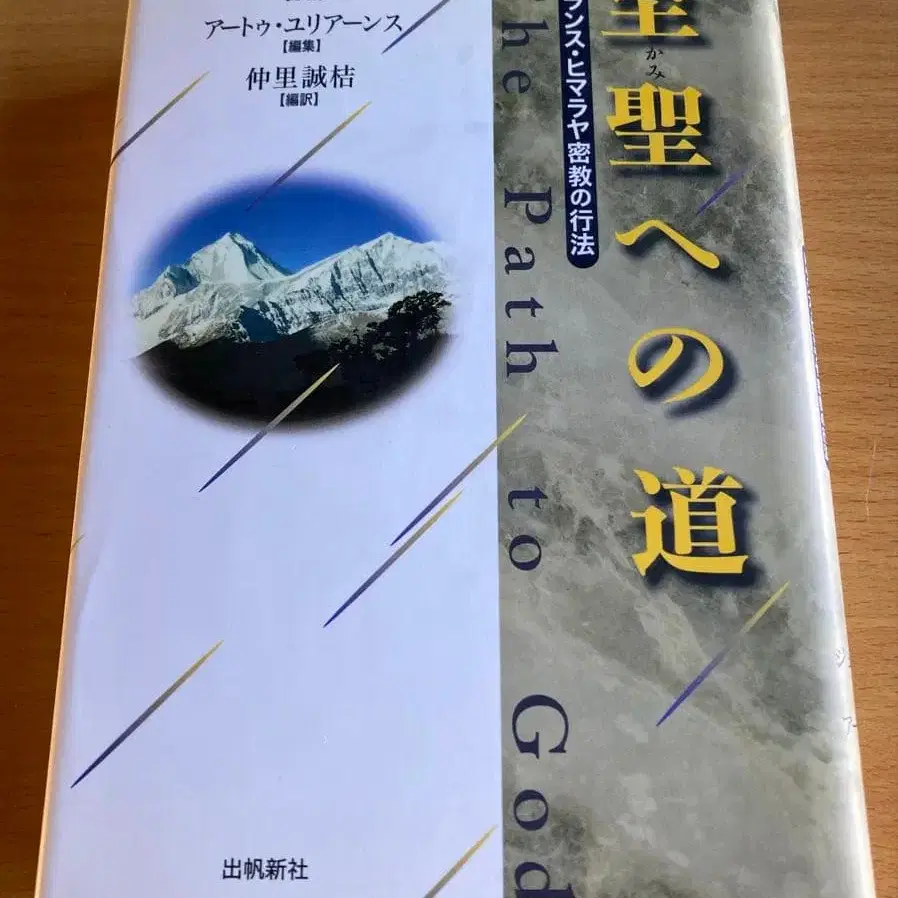 アートゥ・ユリアーンス
【編集】
仲里誠桔
【編訳】
至聖への道
かみ
ランス・ヒマラヤ密教の行法
The Path to God
出帆新社